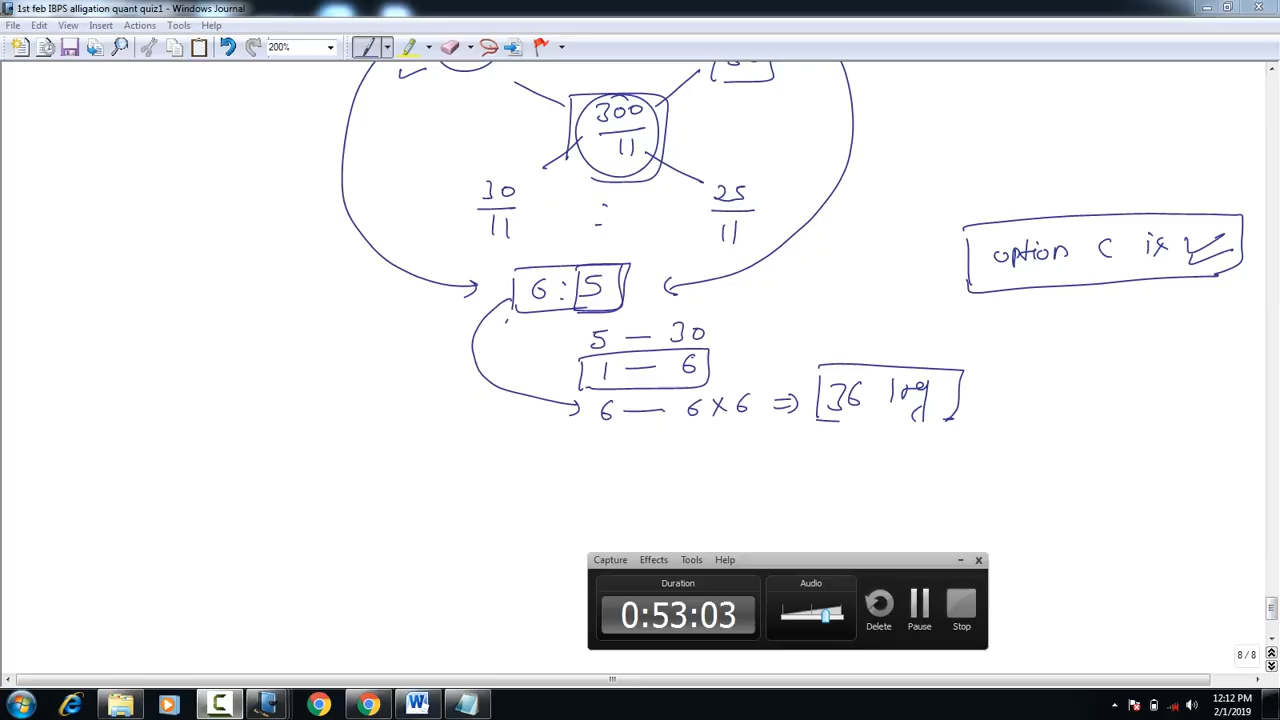 1st feb IBPS alligation quant quiz1 - Windows Journal
File Edit View Insert Actions Tools Help
200%
300
11
30
11
:
25
11
option C is
6:5
5 — 30
1 — 6
6 — 6×6 ⇒ 36
Capture Effects Tools Help
Duration
Audio
0:53:03
Delete Pause Stop
8 / 8
12:12 PM
2/1/2019